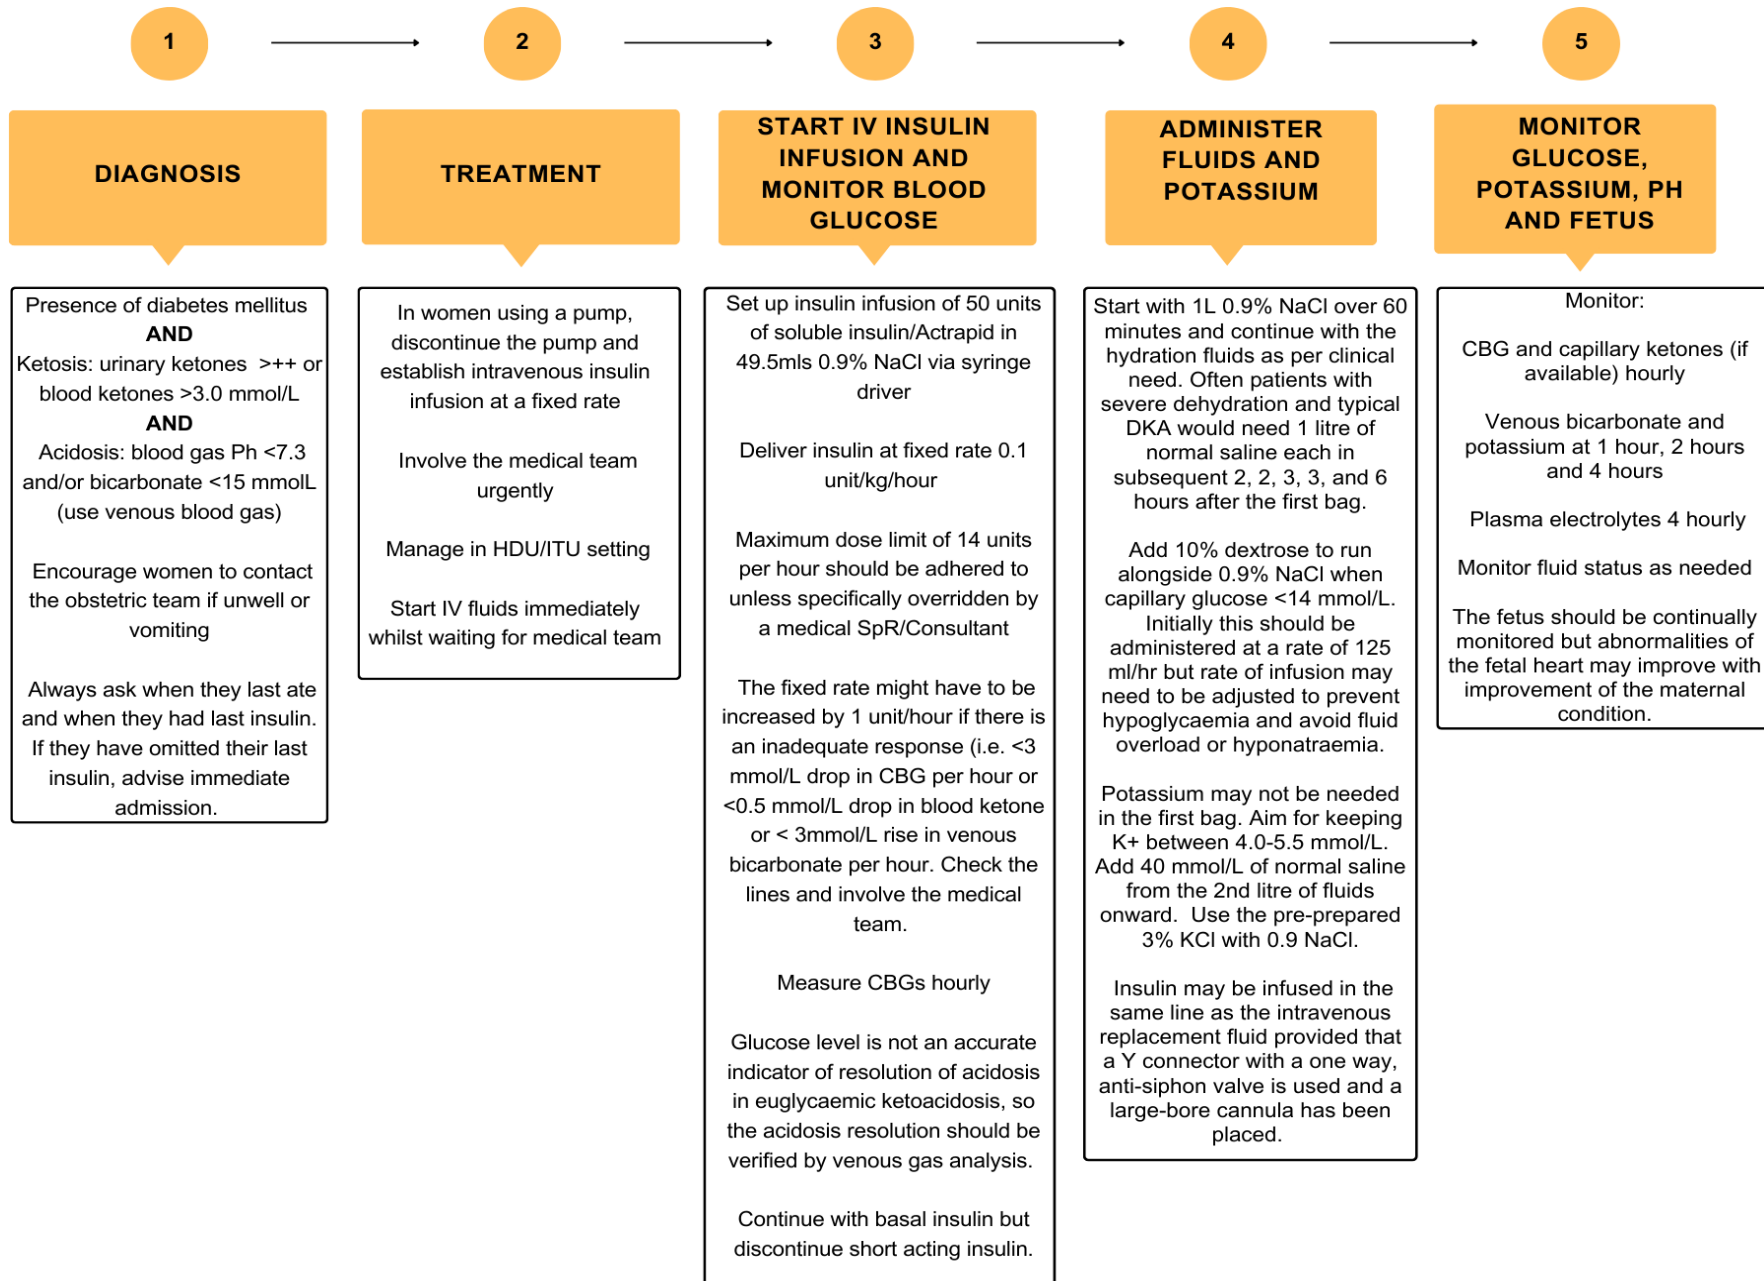 1
2
3
4
5
DIAGNOSIS
Presence of diabetes mellitus
AND
Ketosis: urinary ketones >++ or
blood ketones >3.0 mmol/L
AND
Acidosis: blood gas Ph <7.3
and/or bicarbonate <15 mmolL
(use venous blood gas)
Encourage women to contact
the obstetric team if unwell or
vomiting
Always ask when they last ate
and when they had last insulin.
If they have omitted their last
insulin, advise immediate
admission.
TREATMENT
In women using a pump,
discontinue the pump and
establish intravenous insulin
infusion at a fixed rate
Involve the medical team
urgently
Manage in HDU/ITU setting
Start IV fluids immediately
whilst waiting for medical team
START IV INSULIN
INFUSION AND
MONITOR BLOOD
GLUCOSE
Set up insulin infusion of 50 units
of soluble insulin/Actrapid in
49.5mls 0.9% NaCl via syringe
driver
Deliver insulin at fixed rate 0.1
unit/kg/hour
Maximum dose limit of 14 units
per hour should be adhered to
unless specifically overridden by
a medical SpR/Consultant
The fixed rate might have to be
increased by 1 unit/hour if there is
an inadequate response (i.e. <3
mmol/L drop in CBG per hour or
<0.5 mmol/L drop in blood ketone
or < 3mmol/L rise in venous
bicarbonate per hour. Check the
lines and involve the medical
team.
Measure CBGs hourly
Glucose level is not an accurate
indicator of resolution of acidosis
in euglycaemic ketoacidosis, so
the acidosis resolution should be
verified by venous gas analysis.
Continue with basal insulin but
discontinue short acting insulin.
ADMINISTER
FLUIDS AND
POTASSIUM
Start with 1L 0.9% NaCl over 60
minutes and continue with the
hydration fluids as per clinical
need. Often patients with
severe dehydration and typical
DKA would need 1 litre of
normal saline each in
subsequent 2, 2, 3, 3, and 6
hours after the first bag.
Add 10% dextrose to run
alongside 0.9% NaCl when
capillary glucose <14 mmol/L.
Initially this should be
administered at a rate of 125
ml/hr but rate of infusion may
need to be adjusted to prevent
hypoglycaemia and avoid fluid
overload or hyponatraemia.
Potassium may not be needed
in the first bag. Aim for keeping
K+ between 4.0-5.5 mmol/L.
Add 40 mmol/L of normal saline
from the 2nd litre of fluids
onward. Use the pre-prepared
3% KCl with 0.9 NaCl.
Insulin may be infused in the
same line as the intravenous
replacement fluid provided that
a Y connector with a one way,
anti-siphon valve is used and a
large-bore cannula has been
placed.
MONITOR
GLUCOSE,
POTASSIUM, PH
AND FETUS
Monitor:
CBG and capillary ketones (if
available) hourly
Venous bicarbonate and
potassium at 1 hour, 2 hours
and 4 hours
Plasma electrolytes 4 hourly
Monitor fluid status as needed
The fetus should be continually
monitored but abnormalities of
the fetal heart may improve with
improvement of the maternal
condition.